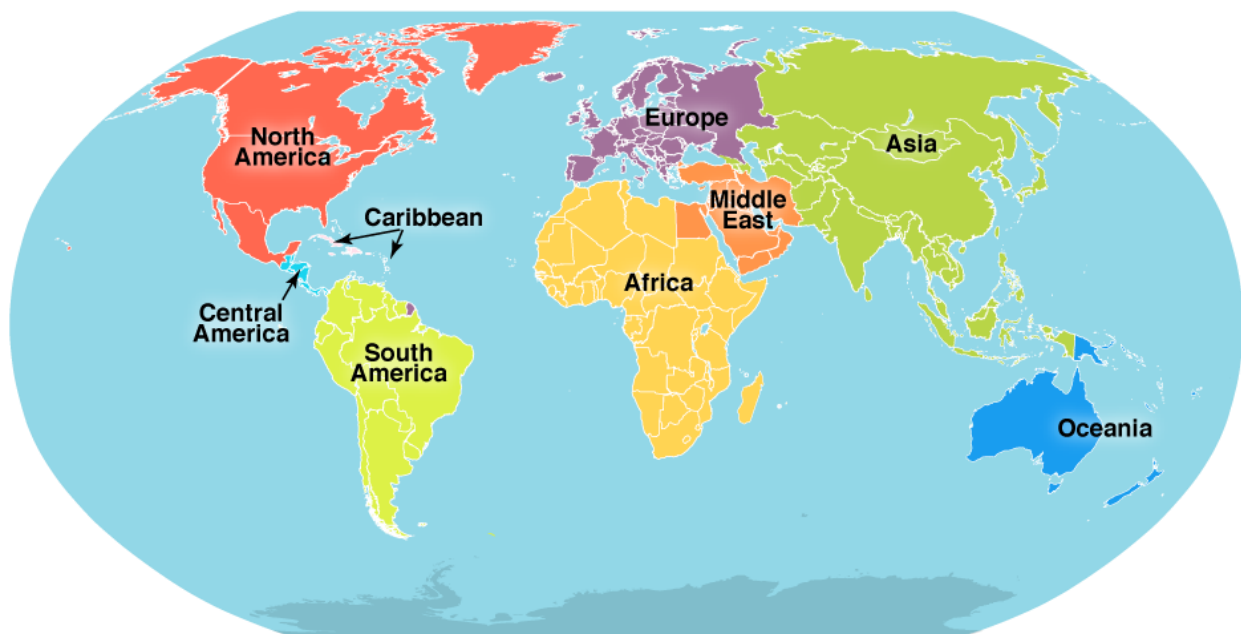 North
America
Europe
Asia
Middle
East
Caribbean
Africa
Central
America
South
America
Oceania